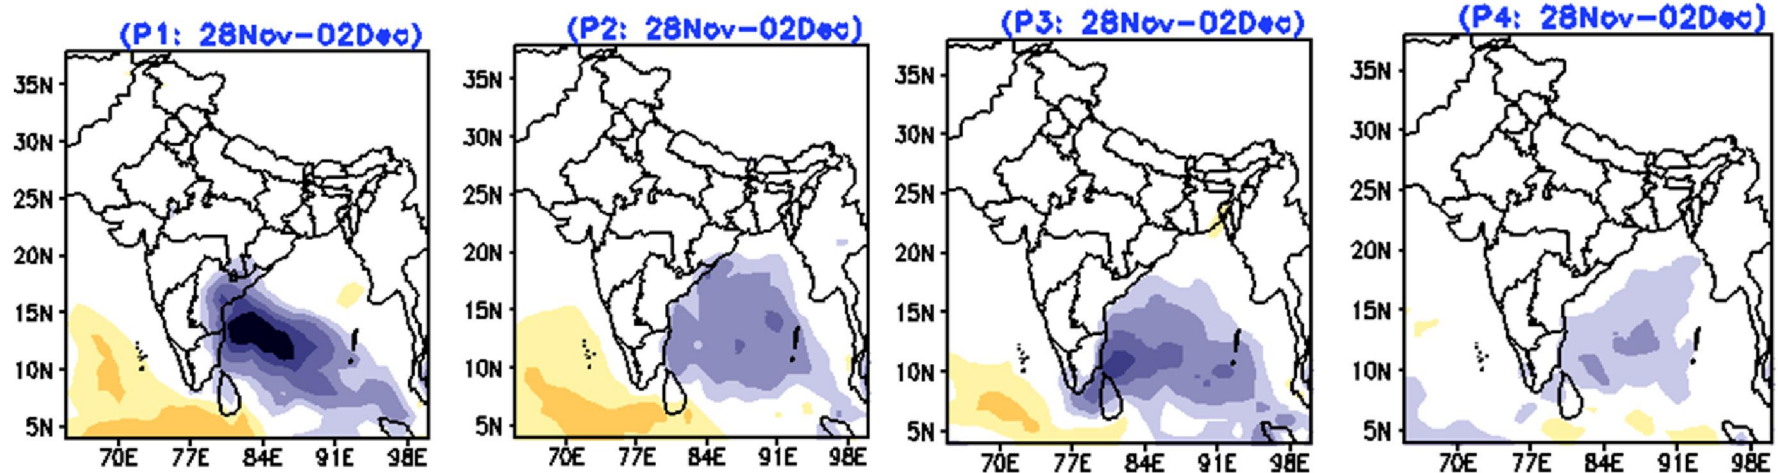 (P1: 28Nov-02Dec)
35N
30N
25N
20N
15N
10N
5N
70E 77E 84E 91E 98E
(P2: 28Nov-02Dec)
35N
30N
25N
20N
15N
10N
5N
70E 77E 84E 91E 98E
(P3: 28Nov-02Dec)
35N
30N
25N
20N
15N
10N
5N
70E 77E 84E 91E 98E
(P4: 28Nov-02Dec)
35N
30N
25N
20N
15N
10N
5N
70E 77E 84E 91E 98E